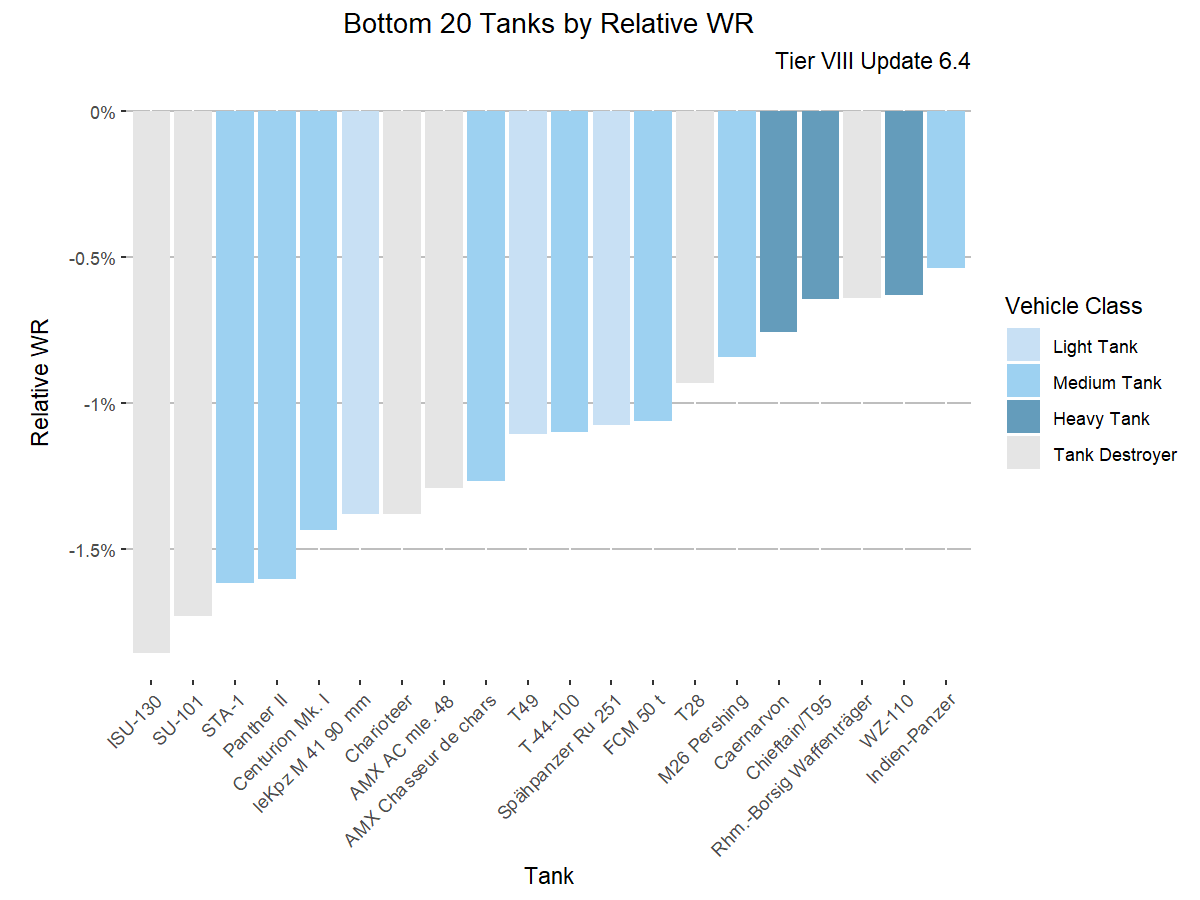 Bottom 20 Tanks by Relative WR
Tier VIII Update 6.4
0%
-0.5%
-1%
-1.5%
Relative WR
ISU-130
SU-101
STA-1
Panther II
Centurion Mk. I
leKpz M 41 90 mm
Charioteer
AMX AC mle. 48
AMX Chasseur de chars
T49
T-44-100
Spähpanzer Ru 251
FCM 50 t
T28
M26 Pershing
Caernarvon
Chieftain/T95
Rhm.-Borsig Waffenträger
WZ-110
Indien-Panzer
Tank
Vehicle Class
Light Tank
Medium Tank
Heavy Tank
Tank Destroyer